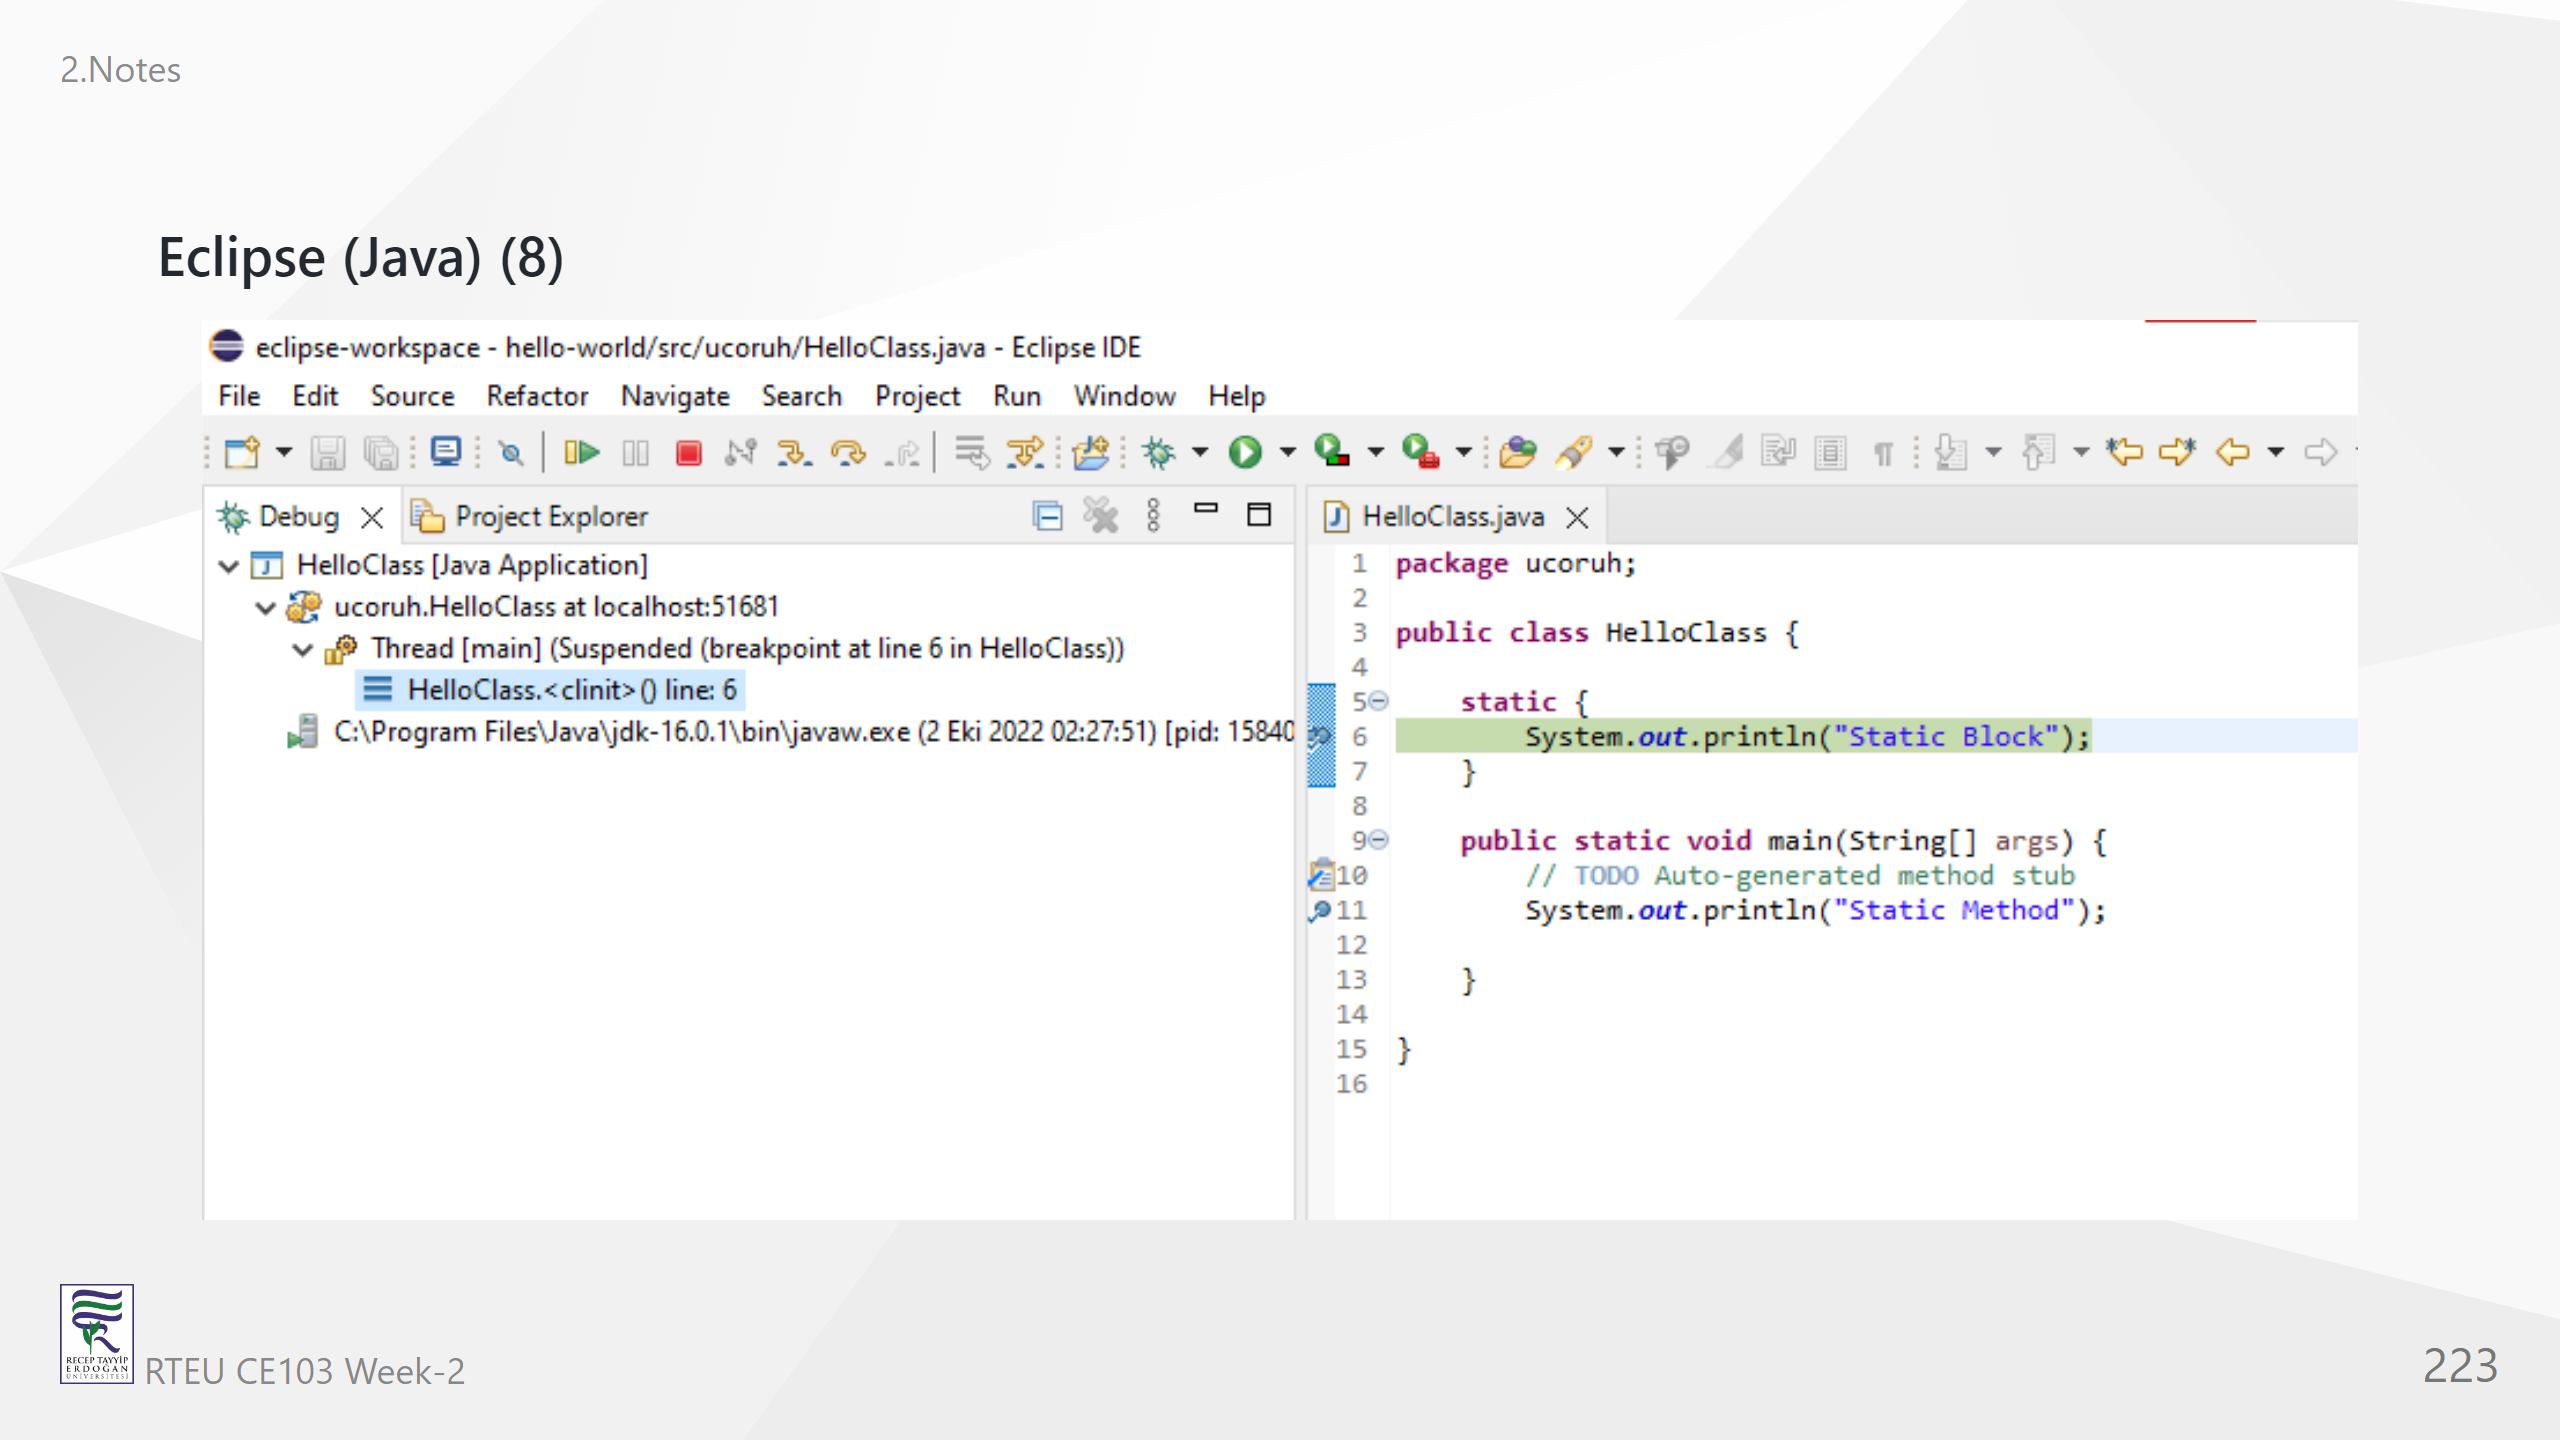 2.Notes
Eclipse (Java) (8)
eclipse-workspace - hello-world/src/ucoruh/HelloClass.java - Eclipse IDE
File Edit Source Refactor Navigate Search Project Run Window Help
Debug Project Explorer
HelloClass [Java Application]
ucoruh.HelloClass at localhost:51681
Thread [main] (Suspended (breakpoint at line 6 in HelloClass))
HelloClass.<clinit>() line: 6
C:\Program Files\Java\jdk-16.0.1\bin\javaw.exe (2 Eki 2022 02:27:51) [pid: 15840
HelloClass.java
1 package ucoruh;
2
3 public class HelloClass {
4
5 static {
6 System.out.println("Static Block");
7 }
8
9 public static void main(String[] args) {
10 // TODO Auto-generated method stub
11 System.out.println("Static Method");
12
13 }
14
15 }
16
RECEP TAYYİP
ERDOĞAN
ÜNİVERSİTESİ
RTEU CE103 Week-2
223